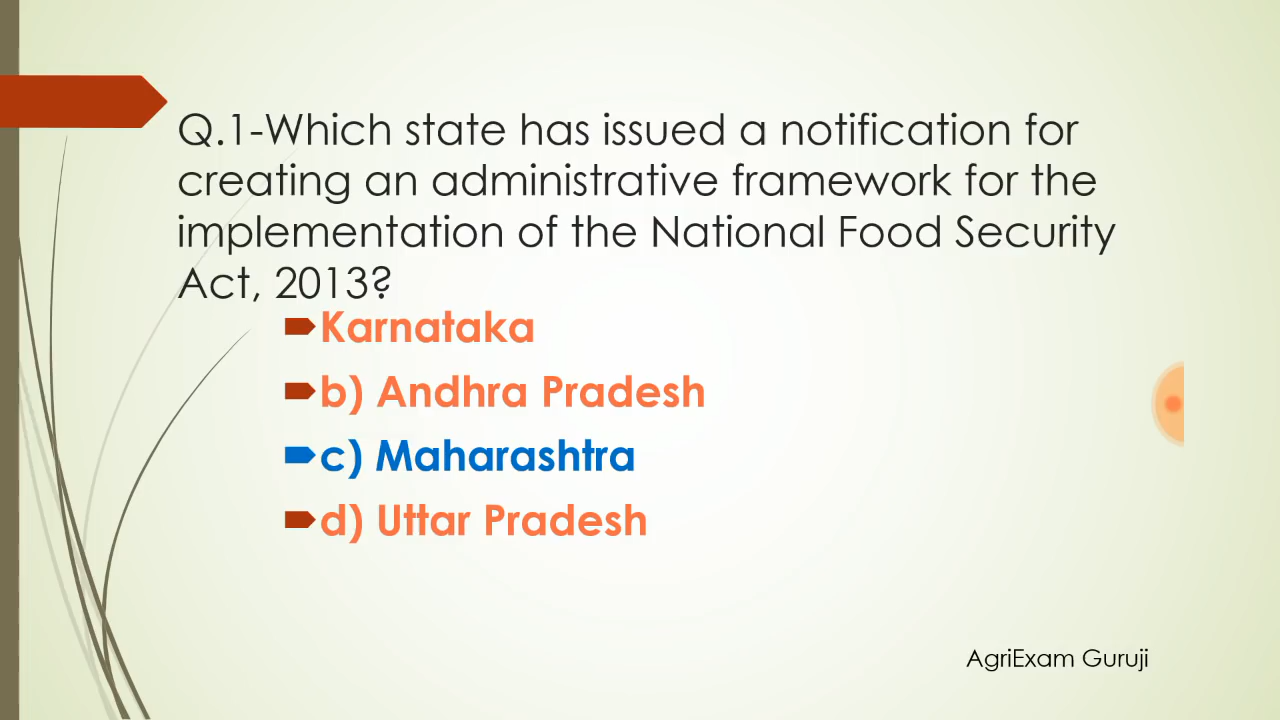 Q.1-Which state has issued a notification for
creating an administrative framework for the
implementation of the National Food Security
Act, 2013?
Karnataka
b) Andhra Pradesh
c) Maharashtra
d) Uttar Pradesh
AgriExam Guruji